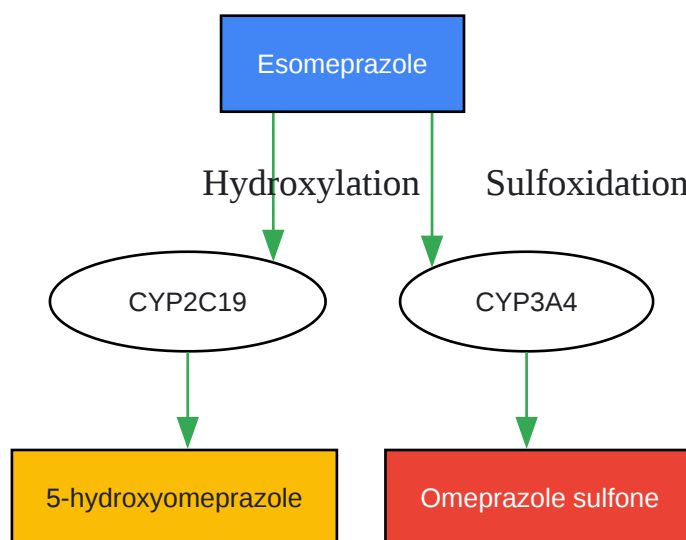 Esomeprazole
Hydroxylation
Sulfoxidation
CYP2C19
CYP3A4
5-hydroxyomeprazole
Omeprazole sulfone